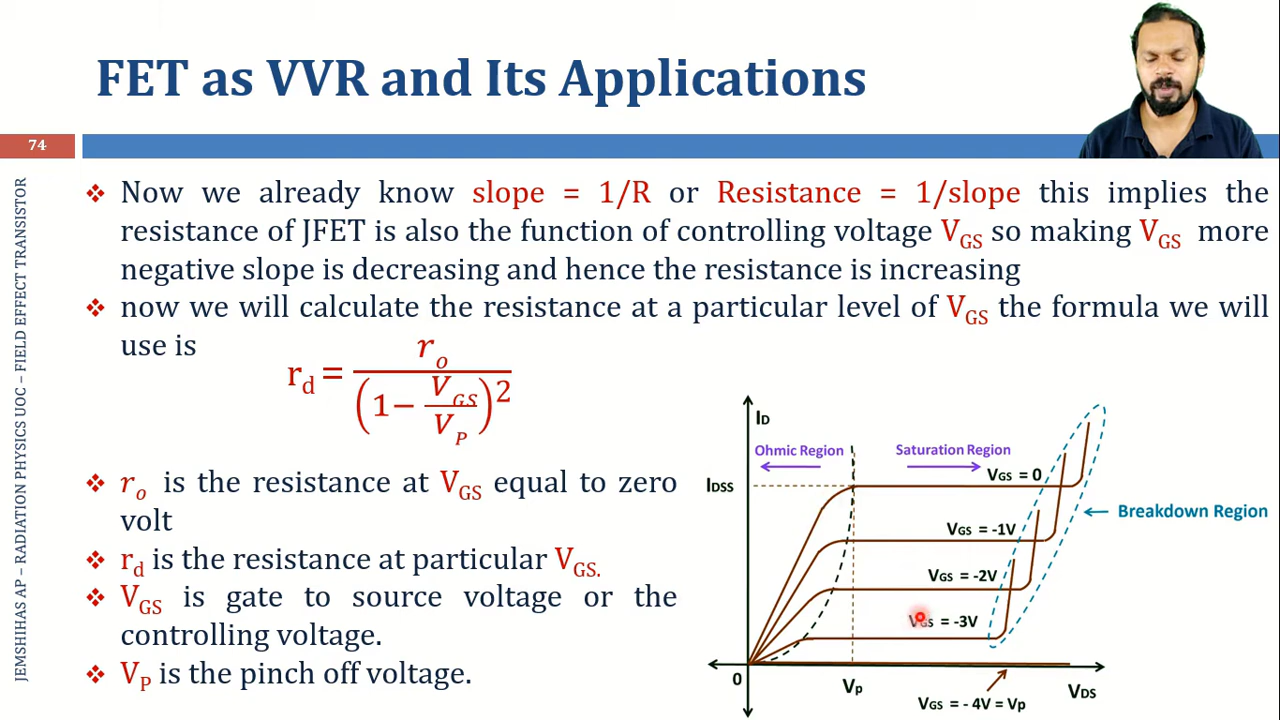 FET as VVR and Its Applications
74
JEMSHIHAS AP – RADIATION PHYSICS UOC – FIELD EFFECT TRANSISTOR
❖ Now we already know slope = 1/R or Resistance = 1/slope this implies the
resistance of JFET is also the function of controlling voltage V_GS so making V_GS more
negative slope is decreasing and hence the resistance is increasing
❖ now we will calculate the resistance at a particular level of V_GS the formula we will
use is
r_d = r_o / (1 − V_GS / V_P)^2
❖ r_o is the resistance at V_GS equal to zero
volt
❖ r_d is the resistance at particular V_GS.
❖ V_GS is gate to source voltage or the
controlling voltage.
❖ V_P is the pinch off voltage.
I_D
Ohmic Region
Saturation Region
V_GS = 0
I_DSS
Breakdown Region
V_GS = -1V
V_GS = -2V
V_GS = -3V
0
V_p
V_DS
V_GS = - 4V = V_p